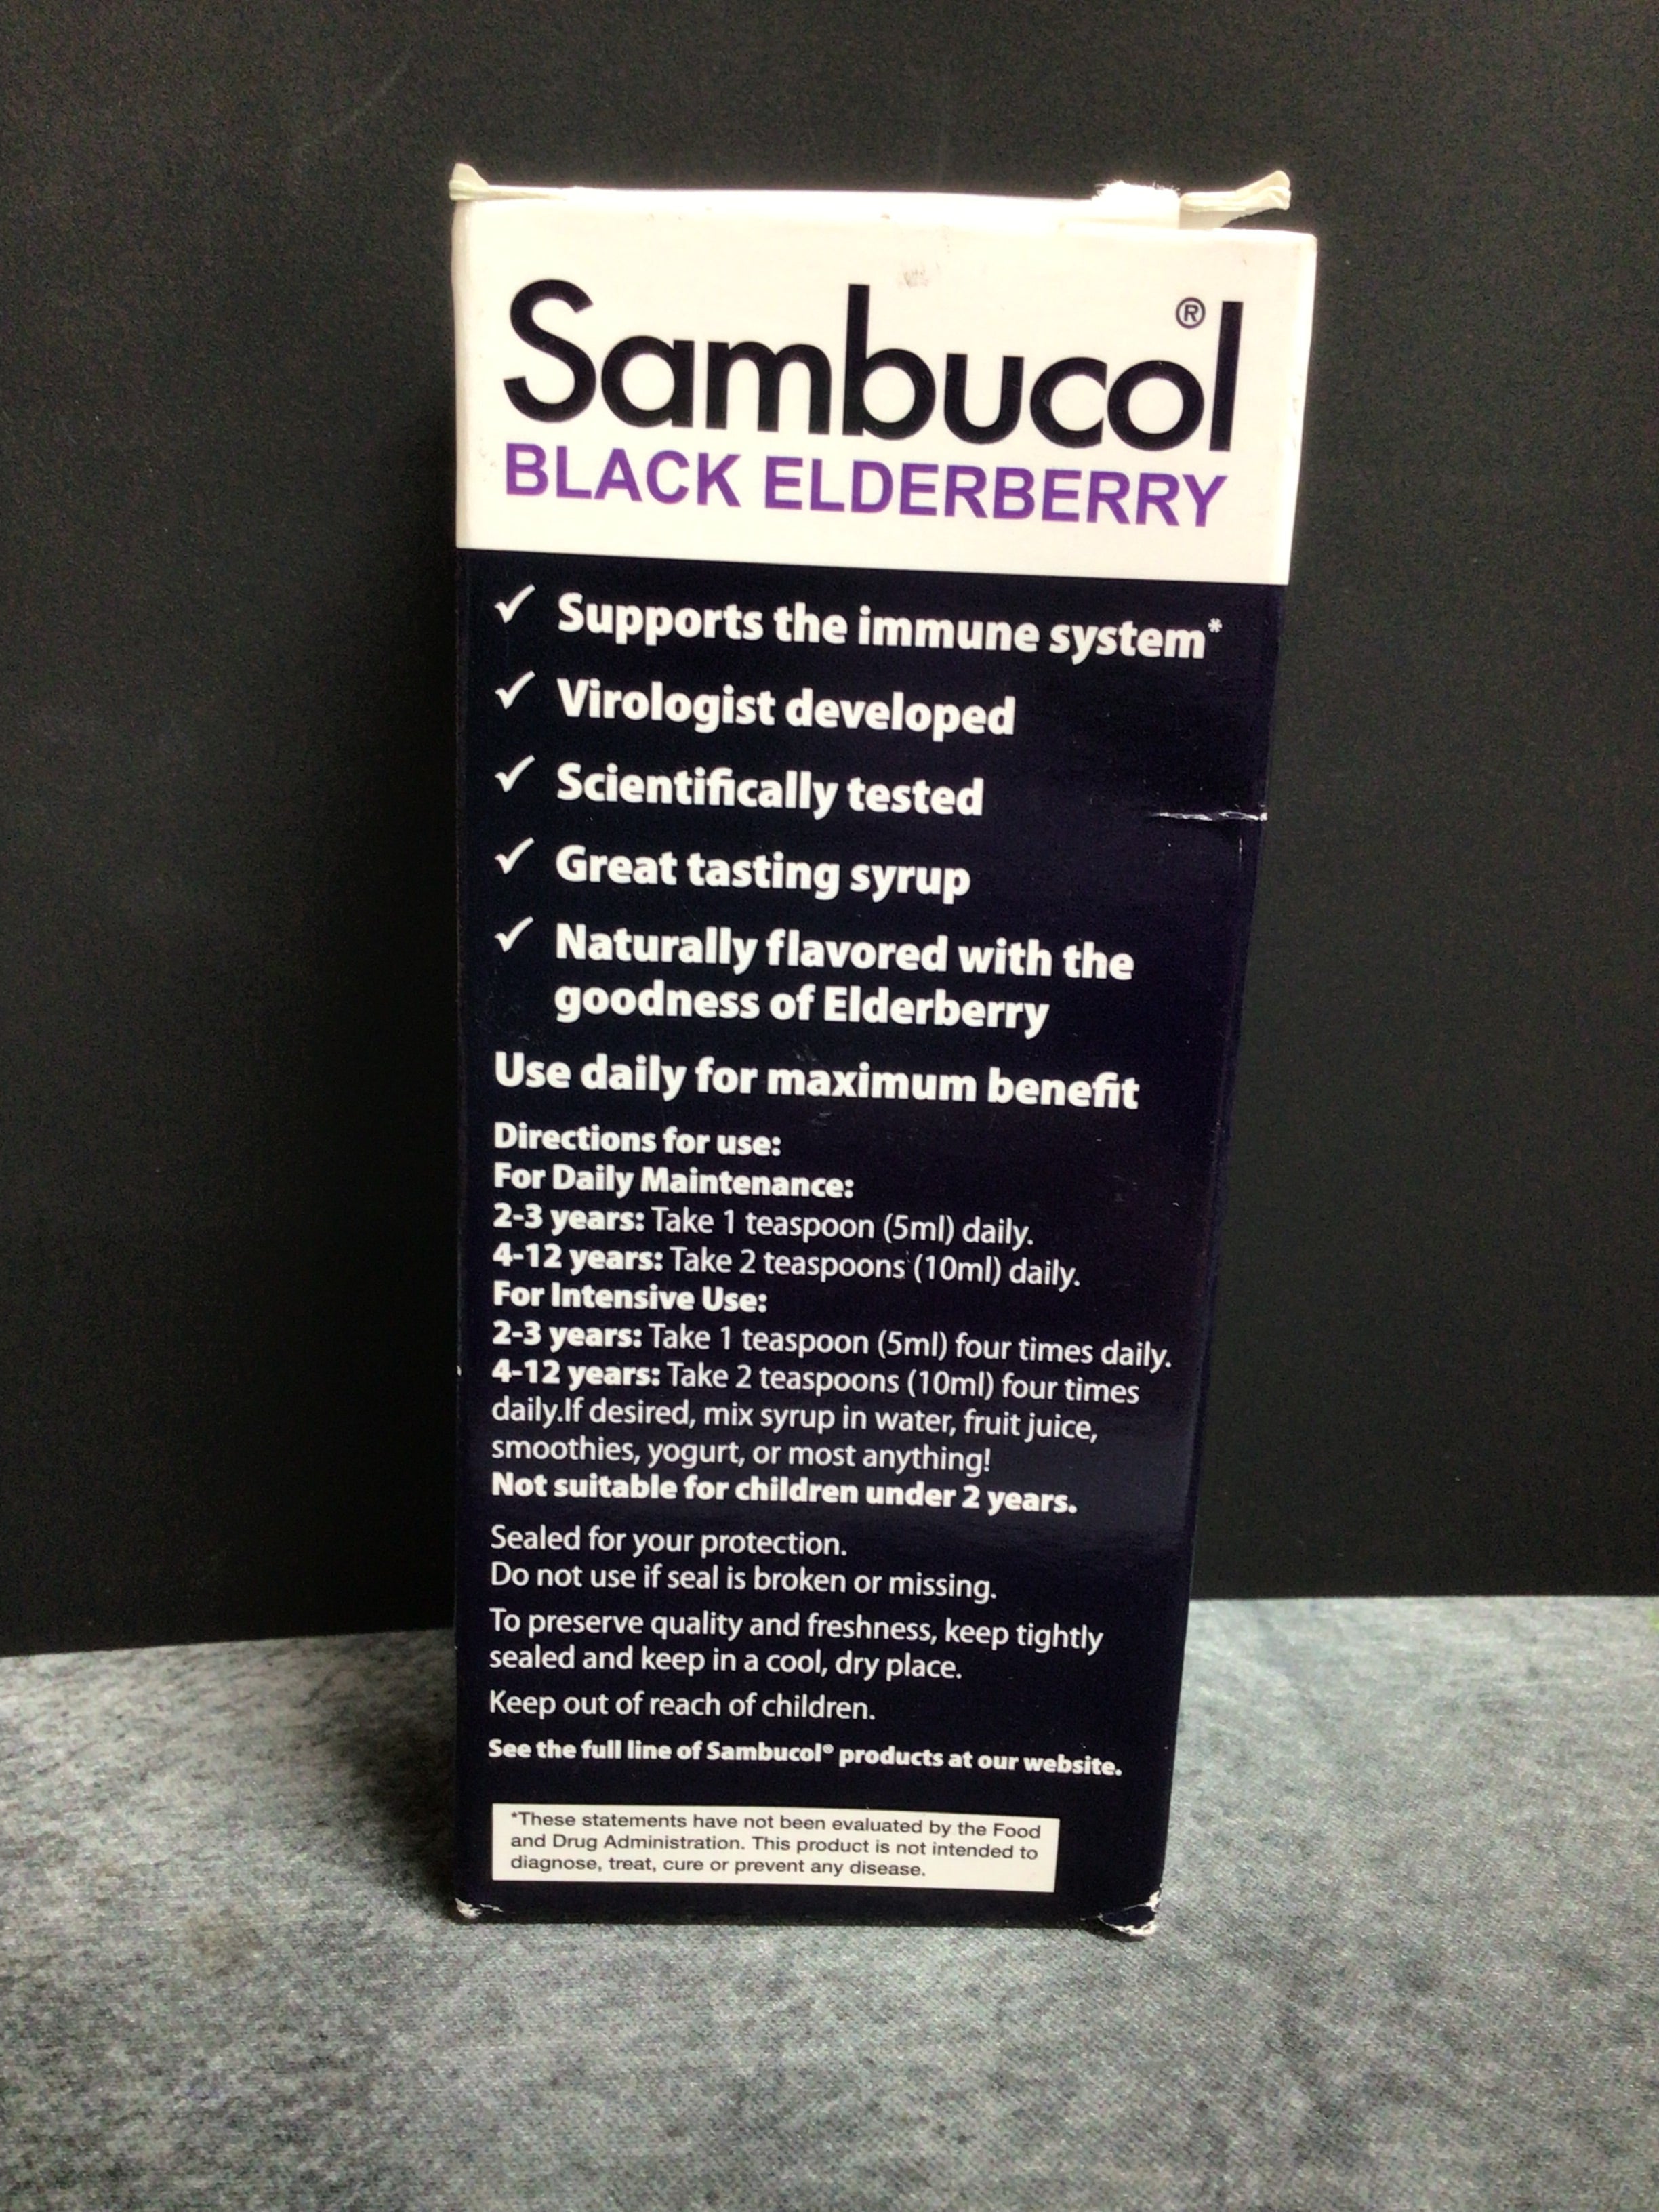 Sambucol®
BLACK ELDERBERRY
✓ Supports the immune system*
✓ Virologist developed
✓ Scientifically tested
✓ Great tasting syrup
✓ Naturally flavored with the
goodness of Elderberry
Use daily for maximum benefit
Directions for use:
For Daily Maintenance:
2-3 years: Take 1 teaspoon (5ml) daily.
4-12 years: Take 2 teaspoons (10ml) daily.
For Intensive Use:
2-3 years: Take 1 teaspoon (5ml) four times daily.
4-12 years: Take 2 teaspoons (10ml) four times
daily.If desired, mix syrup in water, fruit juice,
smoothies, yogurt, or most anything!
Not suitable for children under 2 years.
Sealed for your protection.
Do not use if seal is broken or missing.
To preserve quality and freshness, keep tightly
sealed and keep in a cool, dry place.
Keep out of reach of children.
See the full line of Sambucol® products at our website.
*These statements have not been evaluated by the Food
and Drug Administration. This product is not intended to
diagnose, treat, cure or prevent any disease.